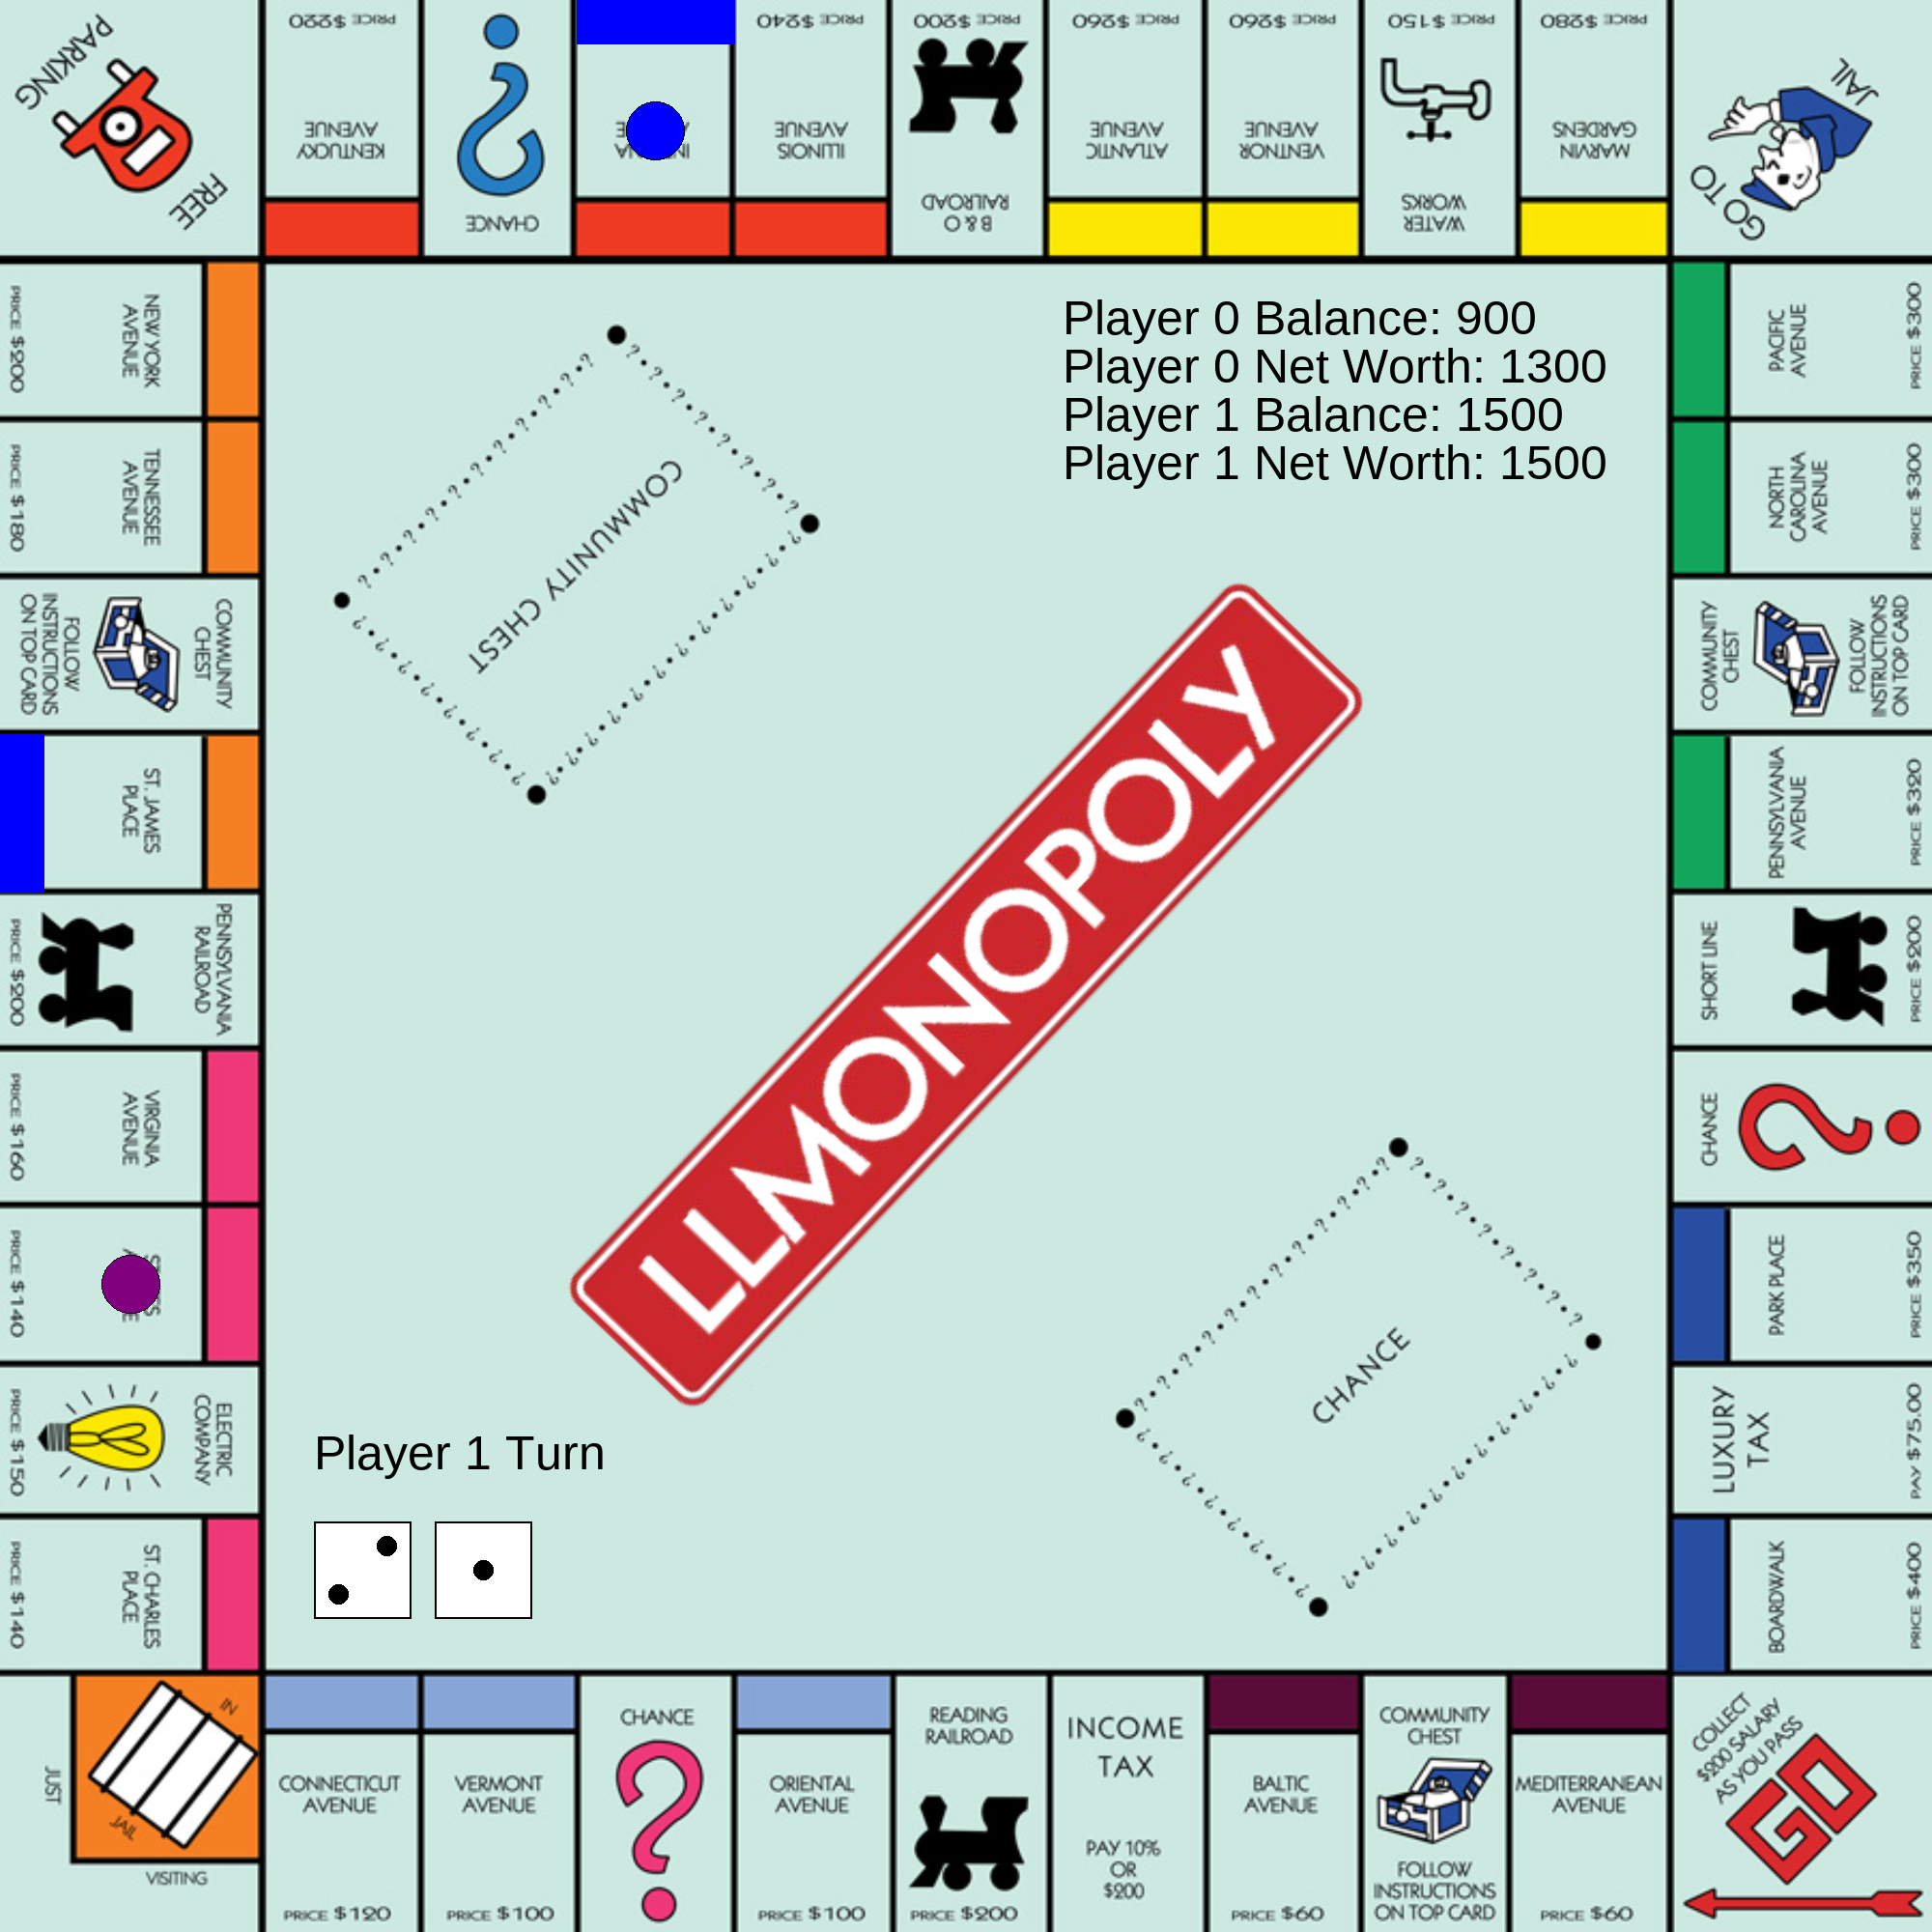 PARKING
FREE
PRICE $220
KENTUCKY
AVENUE
CHANCE
PRICE $240
ILLINOIS
AVENUE
PRICE $200
B & O
RAILROAD
PRICE $260
ATLANTIC
AVENUE
PRICE $260
VENTNOR
AVENUE
PRICE $150
WATER
WORKS
PRICE $280
MARVIN
GARDENS
GO TO
JAIL
NEW YORK
AVENUE
PRICE $200
TENNESSEE
AVENUE
PRICE $180
COMMUNITY
CHEST
FOLLOW
INSTRUCTIONS
ON TOP CARD
ST. JAMES
PLACE
PENNSYLVANIA
RAILROAD
PRICE $200
VIRGINIA
AVENUE
PRICE $160
PRICE $140
ELECTRIC
COMPANY
PRICE $150
ST. CHARLES
PLACE
PRICE $140
Player 0 Balance: 900
Player 0 Net Worth: 1300
Player 1 Balance: 1500
Player 1 Net Worth: 1500
COMMUNITY CHEST
LLMONOPOLY
CHANCE
Player 1 Turn
PACIFIC
AVENUE
PRICE $300
NORTH
CAROLINA
AVENUE
PRICE $300
COMMUNITY
CHEST
FOLLOW
INSTRUCTIONS
ON TOP CARD
PENNSYLVANIA
AVENUE
PRICE $320
SHORT LINE
PRICE $200
CHANCE
PARK PLACE
PRICE $350
LUXURY
TAX
PAY $75.00
BOARDWALK
PRICE $400
JUST
VISITING
IN
JAIL
CONNECTICUT
AVENUE
PRICE $120
VERMONT
AVENUE
PRICE $100
CHANCE
ORIENTAL
AVENUE
PRICE $100
READING
RAILROAD
PRICE $200
INCOME
TAX
PAY 10%
OR
$200
BALTIC
AVENUE
PRICE $60
COMMUNITY
CHEST
FOLLOW
INSTRUCTIONS
ON TOP CARD
MEDITERRANEAN
AVENUE
PRICE $60
COLLECT
$200 SALARY
AS YOU PASS
GO